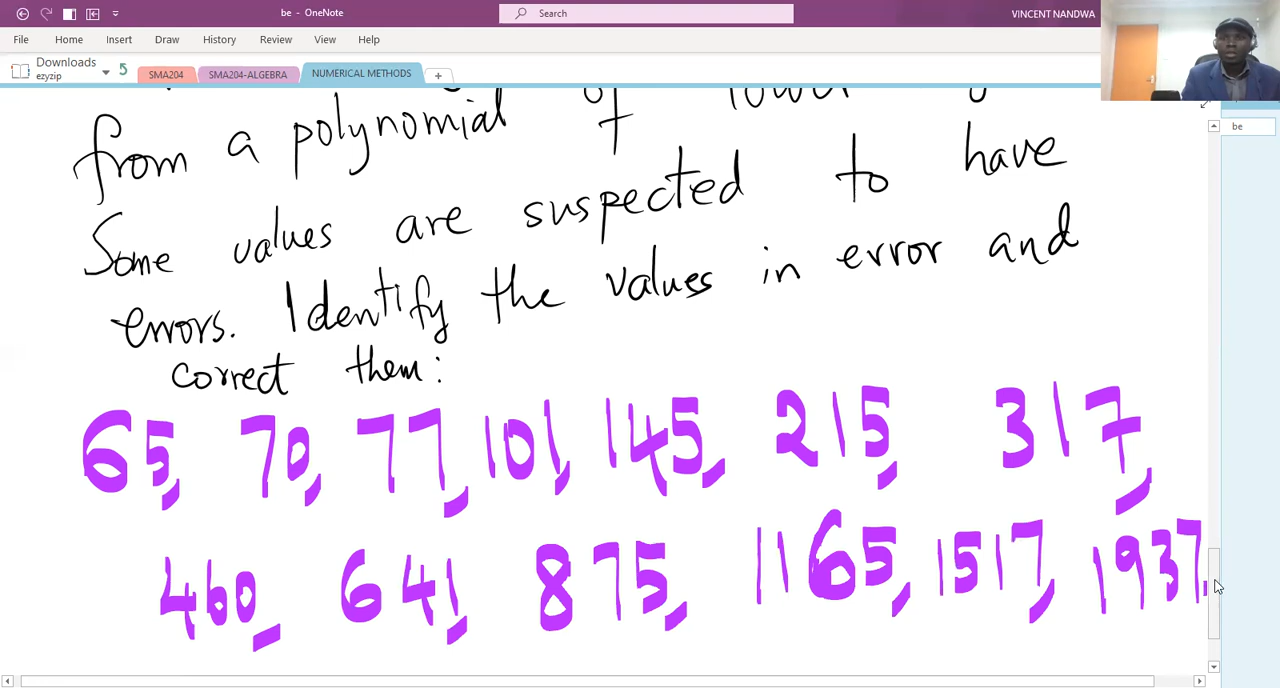 be - OneNote
Search
VINCENT NANDWA
File Home Insert Draw History Review View Help
Downloads
ezyzip
SMA204 SMA204-ALGEBRA NUMERICAL METHODS
be
from a polynomial of lower
Some values are suspected to have
errors. Identify the values in error and
correct them:
65, 70, 77, 101, 145, 215, 317,
460, 641, 875, 1165, 1517, 1937,